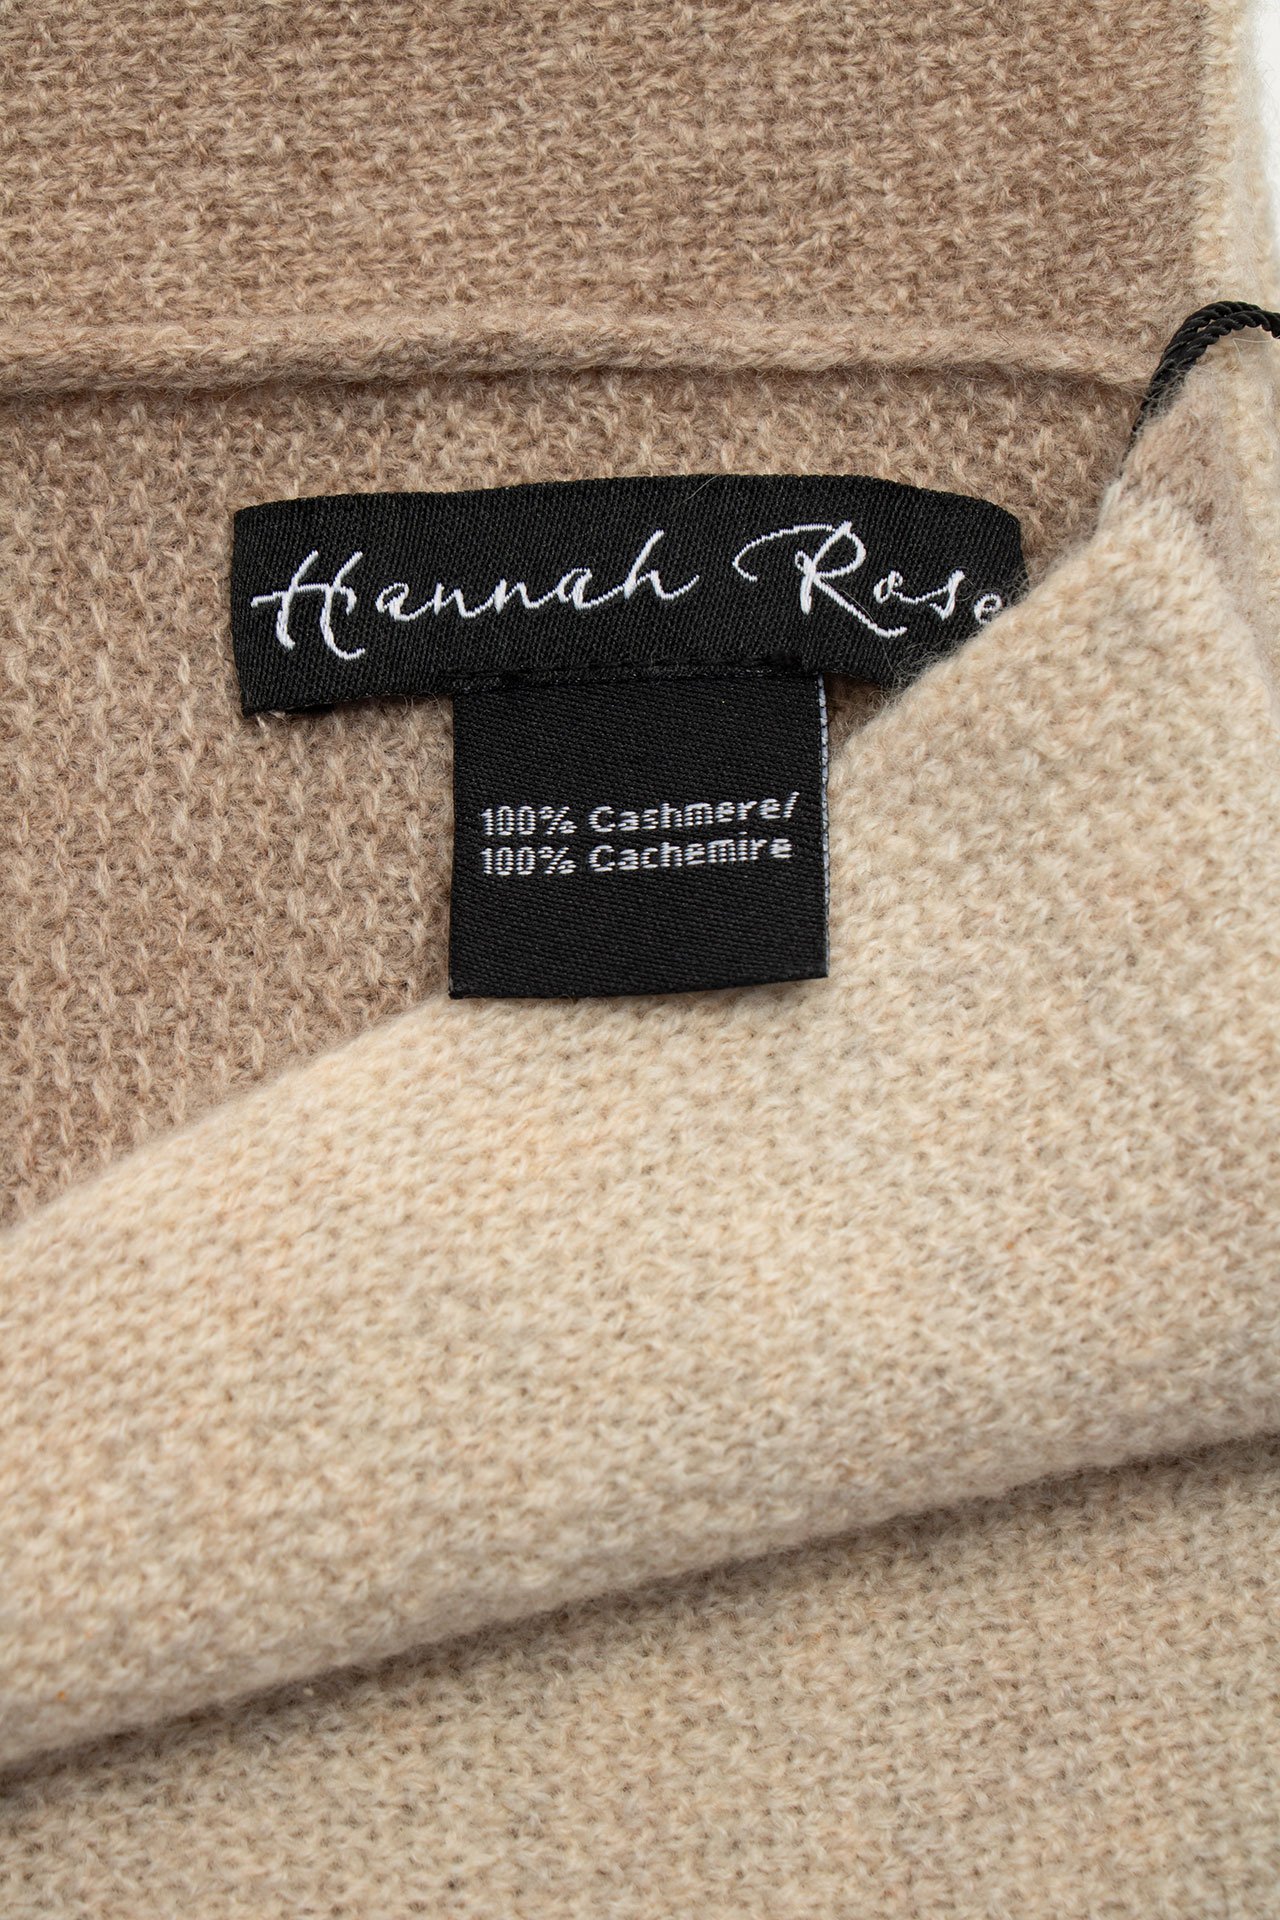 Hannah Rose
100% Cashmere/
100% Cachemire